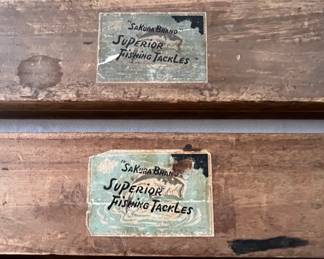 "SAKURA BRAND"
SUPERIOR
FISHING TACKLES
"SAKURA BRAND"
SUPERIOR
FISHING TACKLES